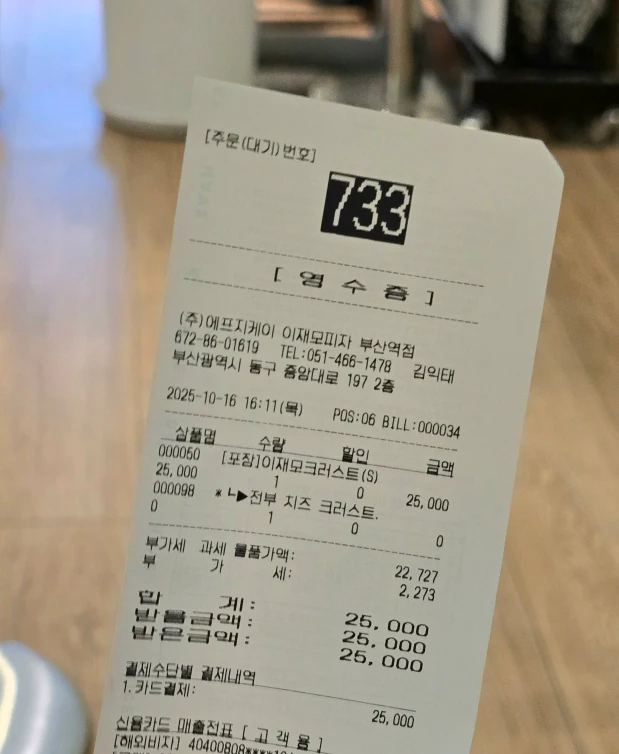 [주문(대기)번호]
733
[ 영 수 증 ]
(주)에프지케이 이재모피자 부산역점
672-86-01619 TEL:051-466-1478 김익태
부산광역시 동구 중앙대로 197 2층
2025-10-16 16:11(목) POS:06 BILL:000034
상품명 수량 할인 금액
000050 [포장]이재모크러스트(S)
25,000 1 0 25,000
000098 *┗▶전부 치즈 크러스트.
0 1 0 0
부가세 과세 물품가액: 22,727
부 가 세: 2,273
합 계: 25,000
받을금액: 25,000
받은금액: 25,000
결제수단별 결제내역
1.카드결제: 25,000
신용카드 매출전표 [ 고 객 용 ]
[해외비자] 40400808****